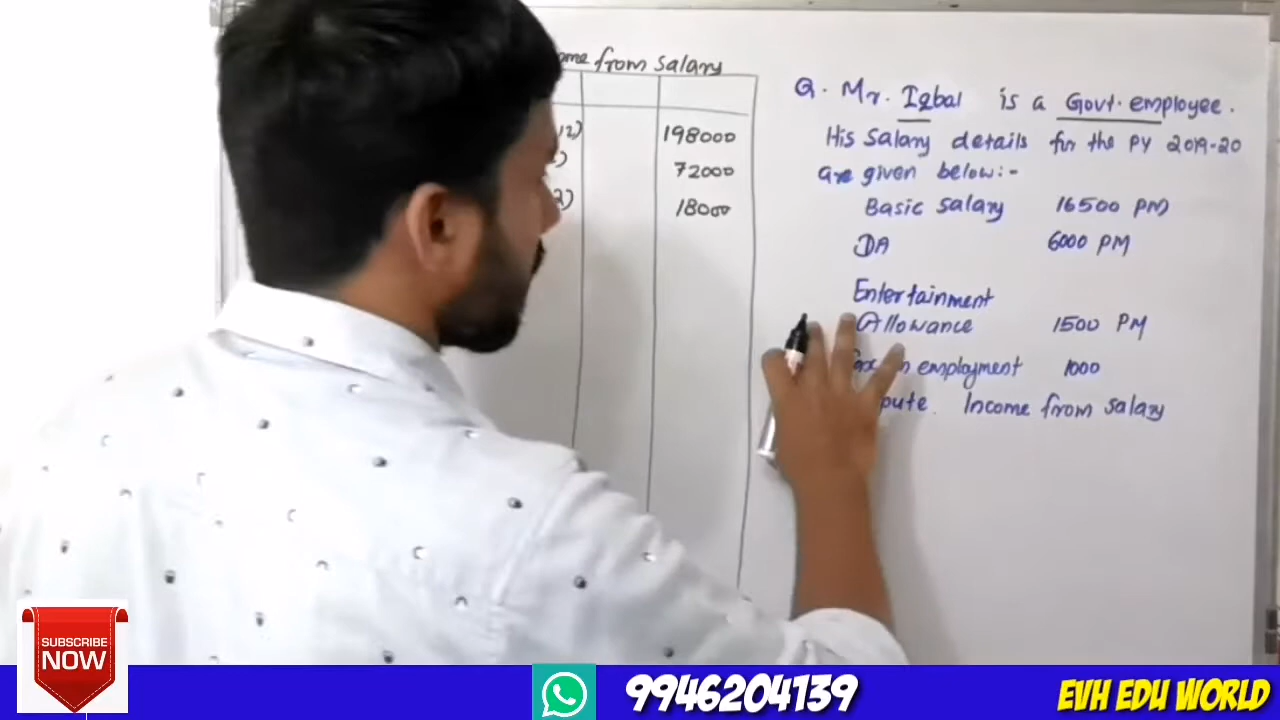 from salary
12)
198000
)
72000
2)
18000
Q. Mr. Iqbal is a Govt. employee.
His Salary details for the PY 2019-20
are given below:-
Basic salary 16500 PM
DA 6000 PM
Entertainment
Allowance 1500 PM
employment 1000
Income from salary
SUBSCRIBE
NOW
9946204139
EVH EDU WORLD